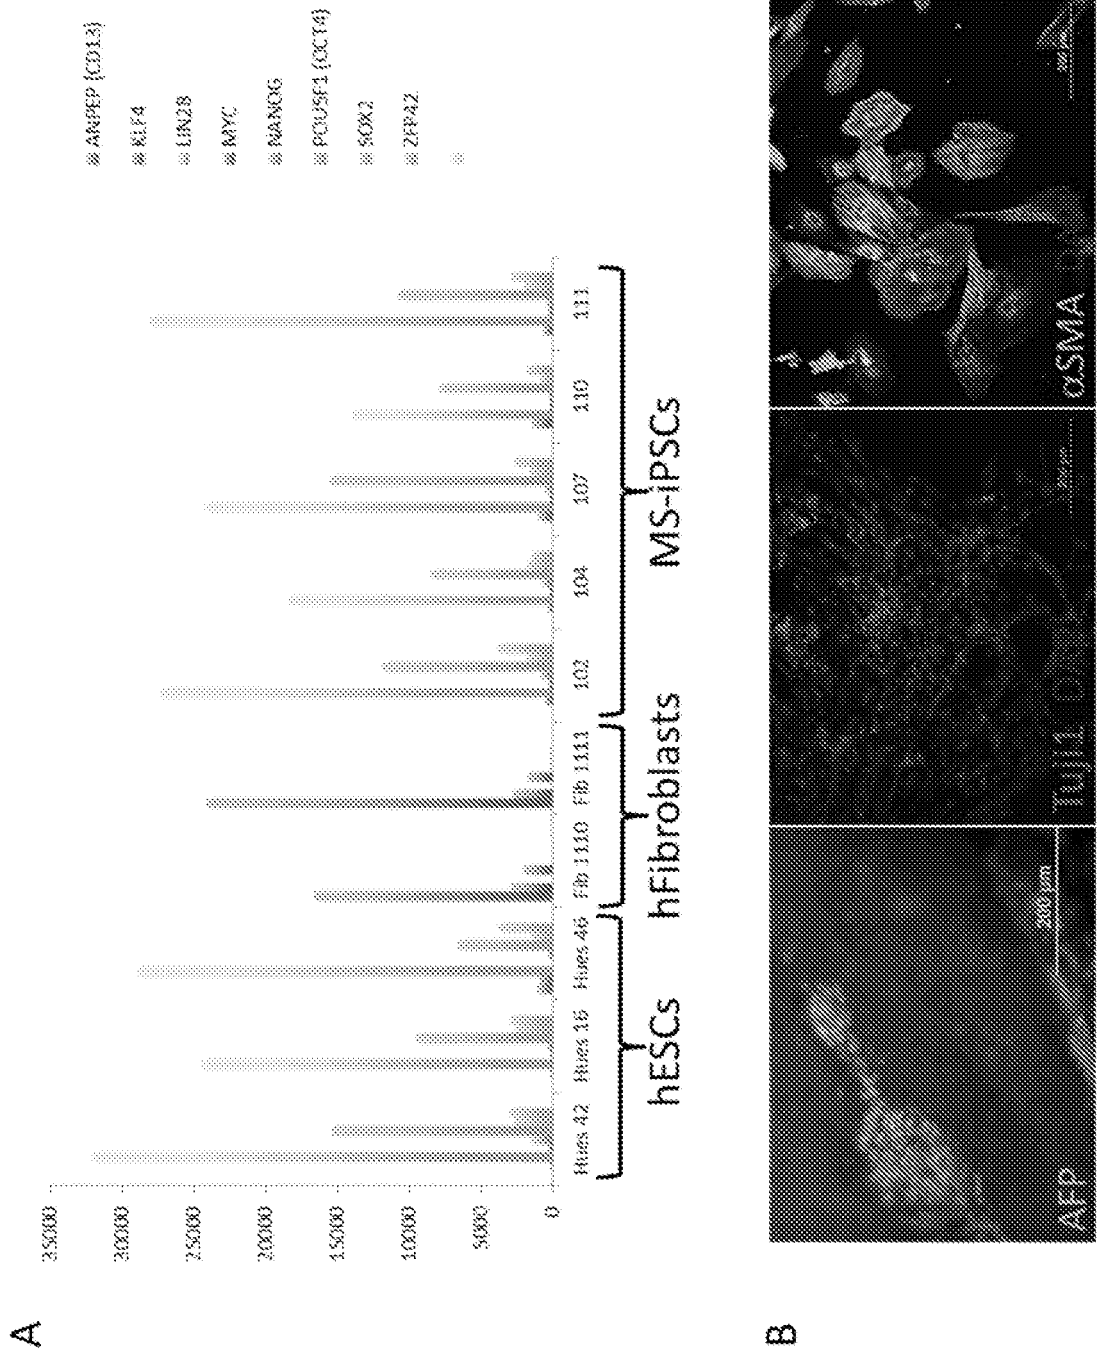 A
35000
30000
25000
20000
15000
10000
5000
0
Hues 42
Hues 16
Hues 46
Fib 1110
Fib 1111
102
104
107
110
111
hESCs
hFibroblasts
MS-iPSCs
ANPEP (CD13)
KLF4
LIN28
MYC
NANOG
POU5F1 (OCT4)
SOX2
ZFP42
B
AFP
200 µm
Tuj1
αSMA